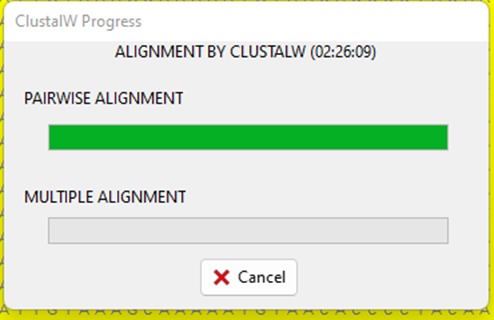 ClustalW Progress
ALIGNMENT BY CLUSTALW (02:26:09)
PAIRWISE ALIGNMENT
MULTIPLE ALIGNMENT
Cancel